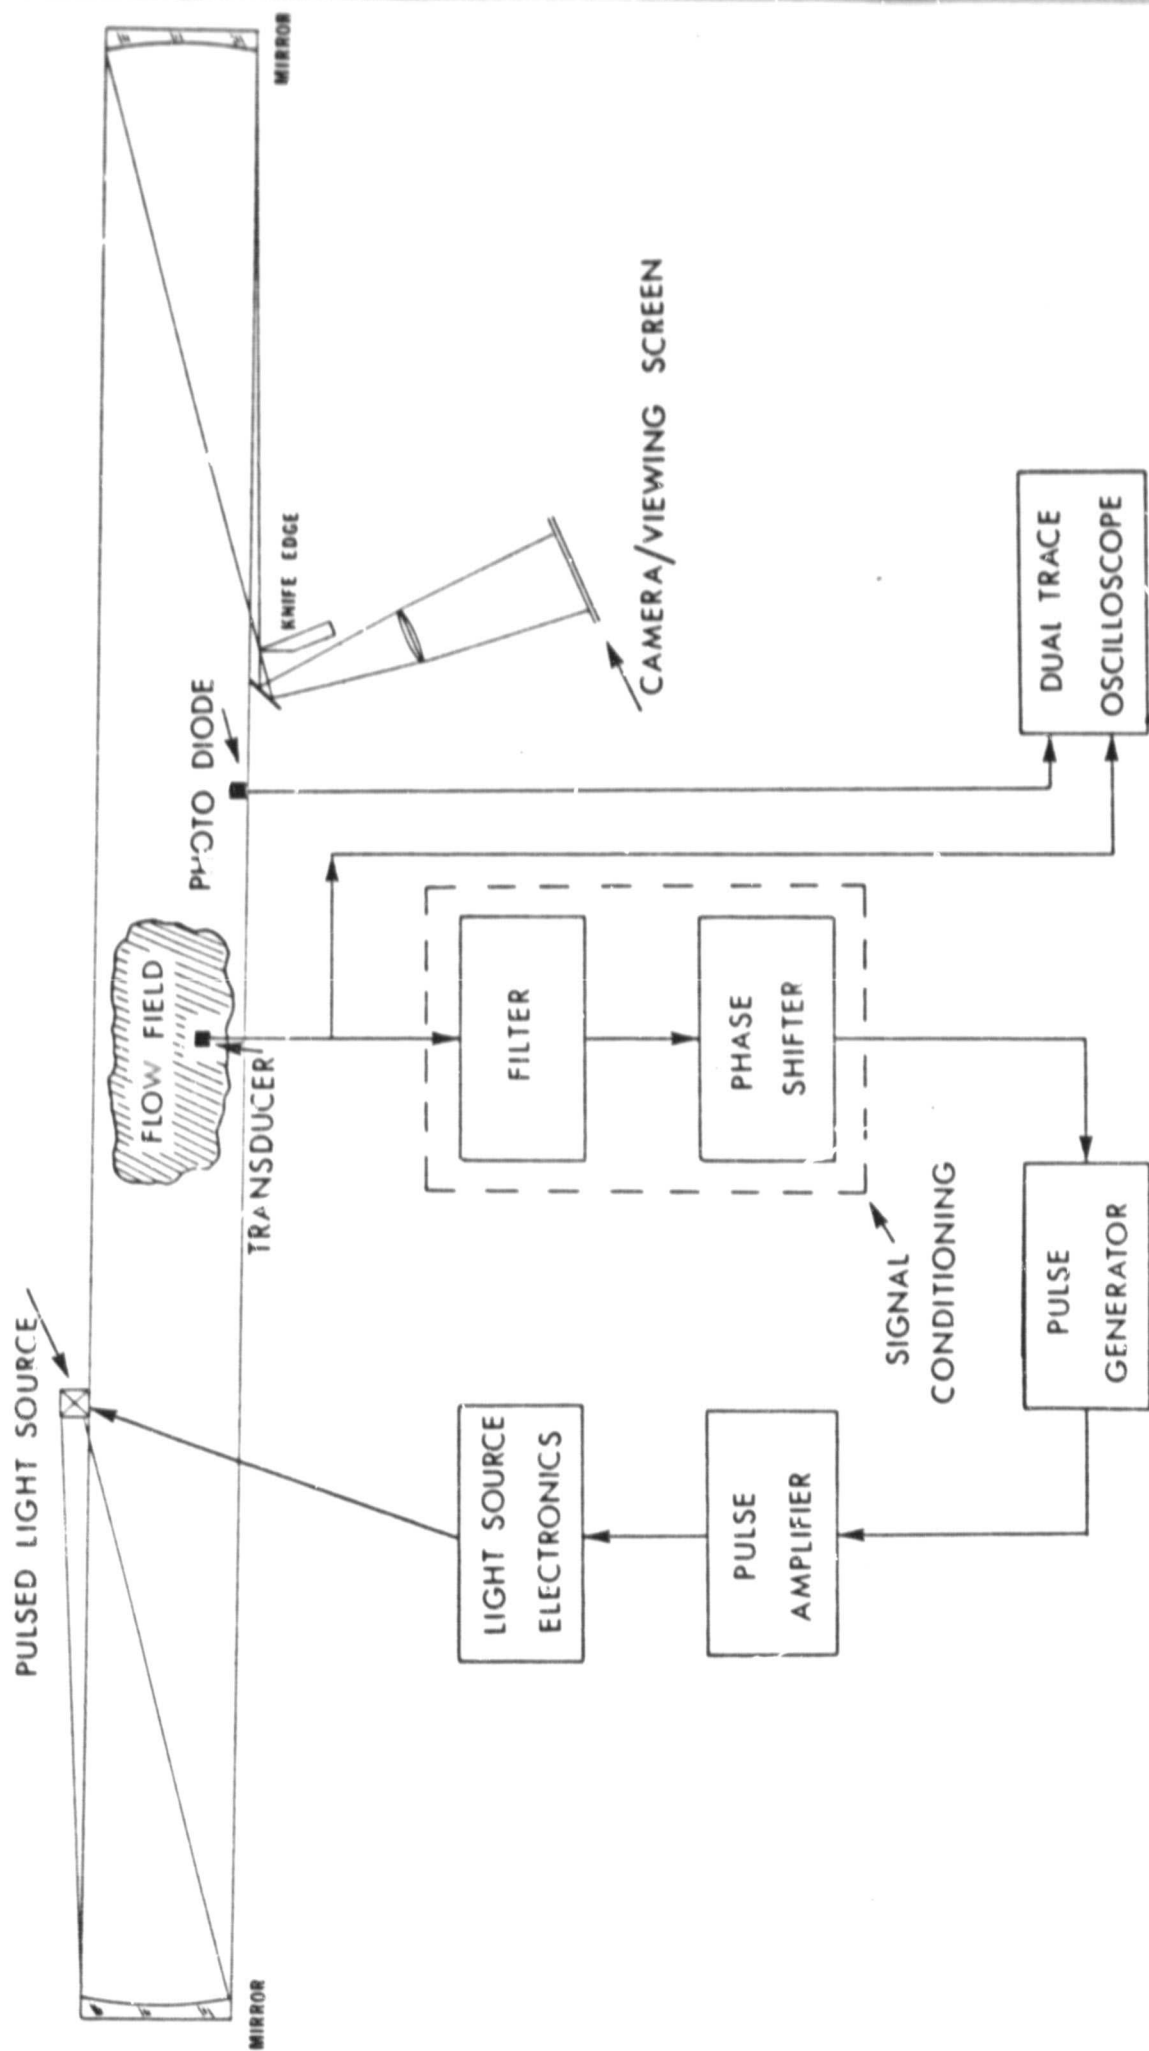 PULSED LIGHT SOURCE
MIRROR
FLOW FIELD
TRANSDUCER
PHOTO DIODE
KNIFE EDGE
MIRROR
CAMERA/VIEWING SCREEN
LIGHT SOURCE
ELECTRONICS
PULSE
AMPLIFIER
FILTER
PHASE
SHIFTER
SIGNAL
CONDITIONING
PULSE
GENERATOR
DUAL TRACE
OSCILLOSCOPE